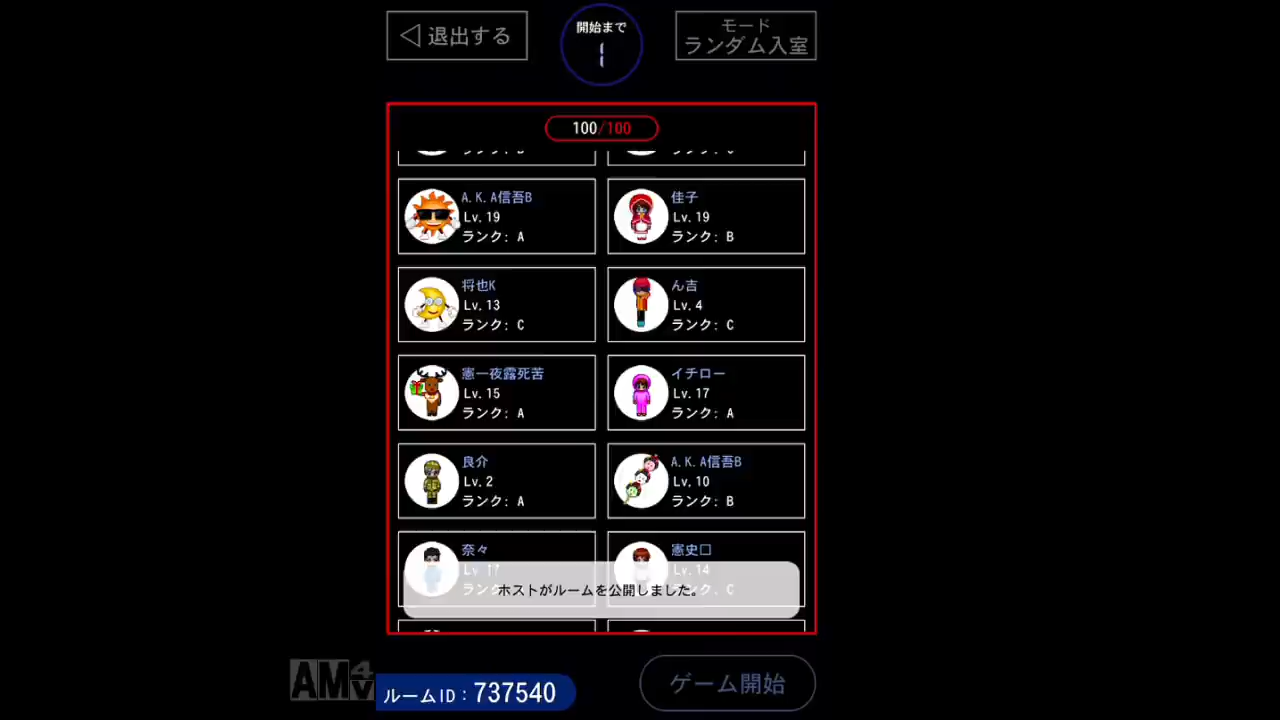 ◁退出する
開始まで
1
モード
ランダム入室
100/100
A.K.A信吾B
Lv.19
ランク: A
佳子
Lv.19
ランク: B
将也K
Lv.13
ランク: C
ん吉
Lv.4
ランク: C
憲一夜露死苦
Lv.15
ランク: A
イチロー
Lv.17
ランク: A
良介
Lv.2
ランク: A
A.K.A信吾B
Lv.10
ランク: B
奈々
憲史口
Lv.14
ホストがルームを公開しました。
ルームID:737540
ゲーム開始